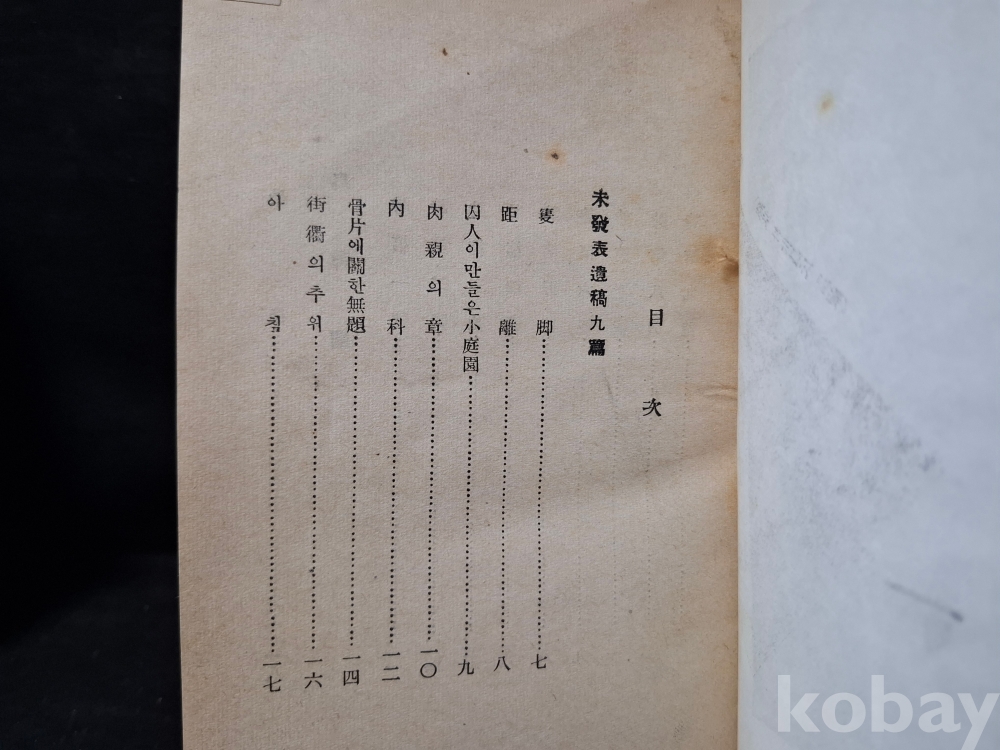 目次
未發表遺稿九篇
隻脚……七
距離……八
囚人이만들은小庭園……九
肉親의章……一〇
內科……一二
骨片에關한無題……一四
街衢의추위……一六
아침……一七
kobay